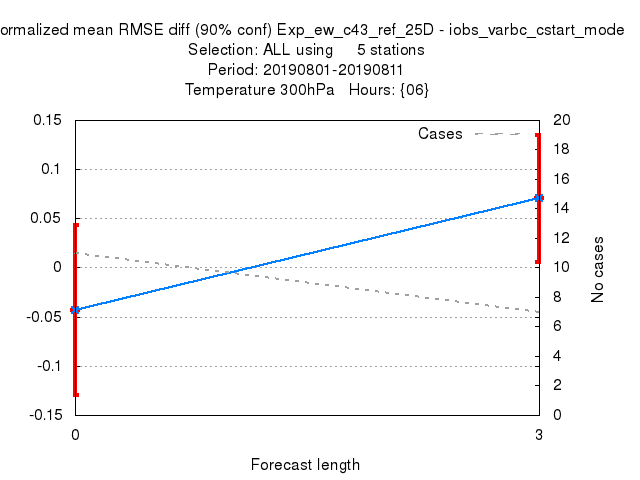 ormalized mean RMSE diff (90% conf) Exp_ew_c43_ref_25D - iobs_varbc_cstart_mode
Selection: ALL using 5 stations
Period: 20190801-20190811
Temperature 300hPa Hours: {06}
Cases
0.15
0.1
0.05
0
-0.05
-0.1
-0.15
20
18
16
14
12
10
8
6
4
2
0
No cases
0
3
Forecast length